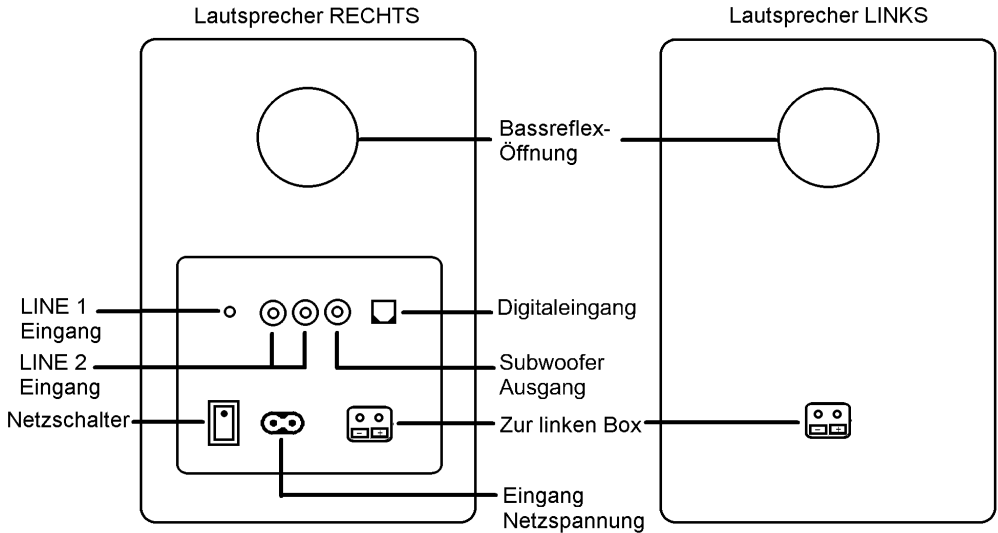 Lautsprecher RECHTS
Lautsprecher LINKS
Bassreflex-
Öffnung
LINE 1
Eingang
LINE 2
Eingang
Netzschalter
Digitaleingang
Subwoofer
Ausgang
Zur linken Box
Eingang
Netzspannung